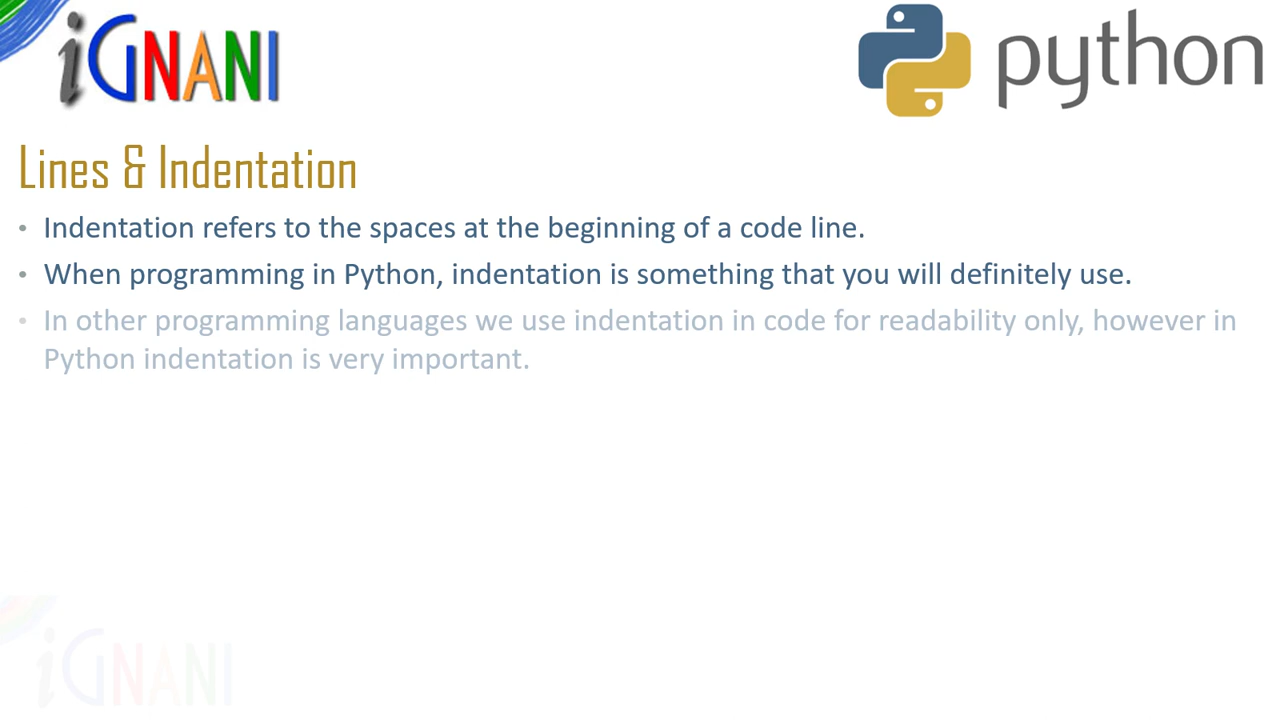 iGNANI
python
Lines & Indentation
• Indentation refers to the spaces at the beginning of a code line.
• When programming in Python, indentation is something that you will definitely use.
• In other programming languages we use indentation in code for readability only, however in
Python indentation is very important.
iGNANI